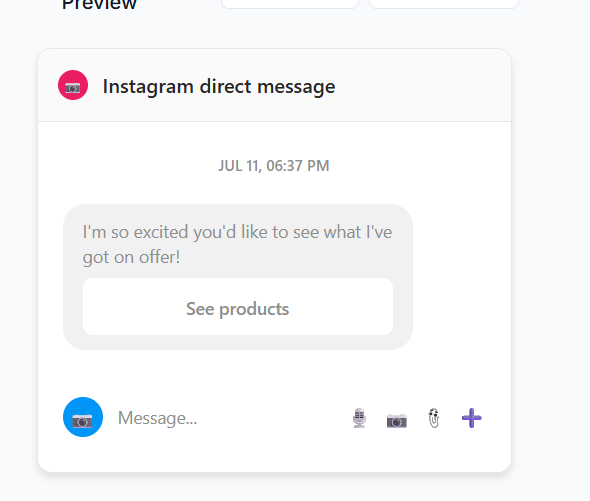 Preview
Instagram direct message
JUL 11, 06:37 PM
I'm so excited you'd like to see what I've
got on offer!
See products
Message...